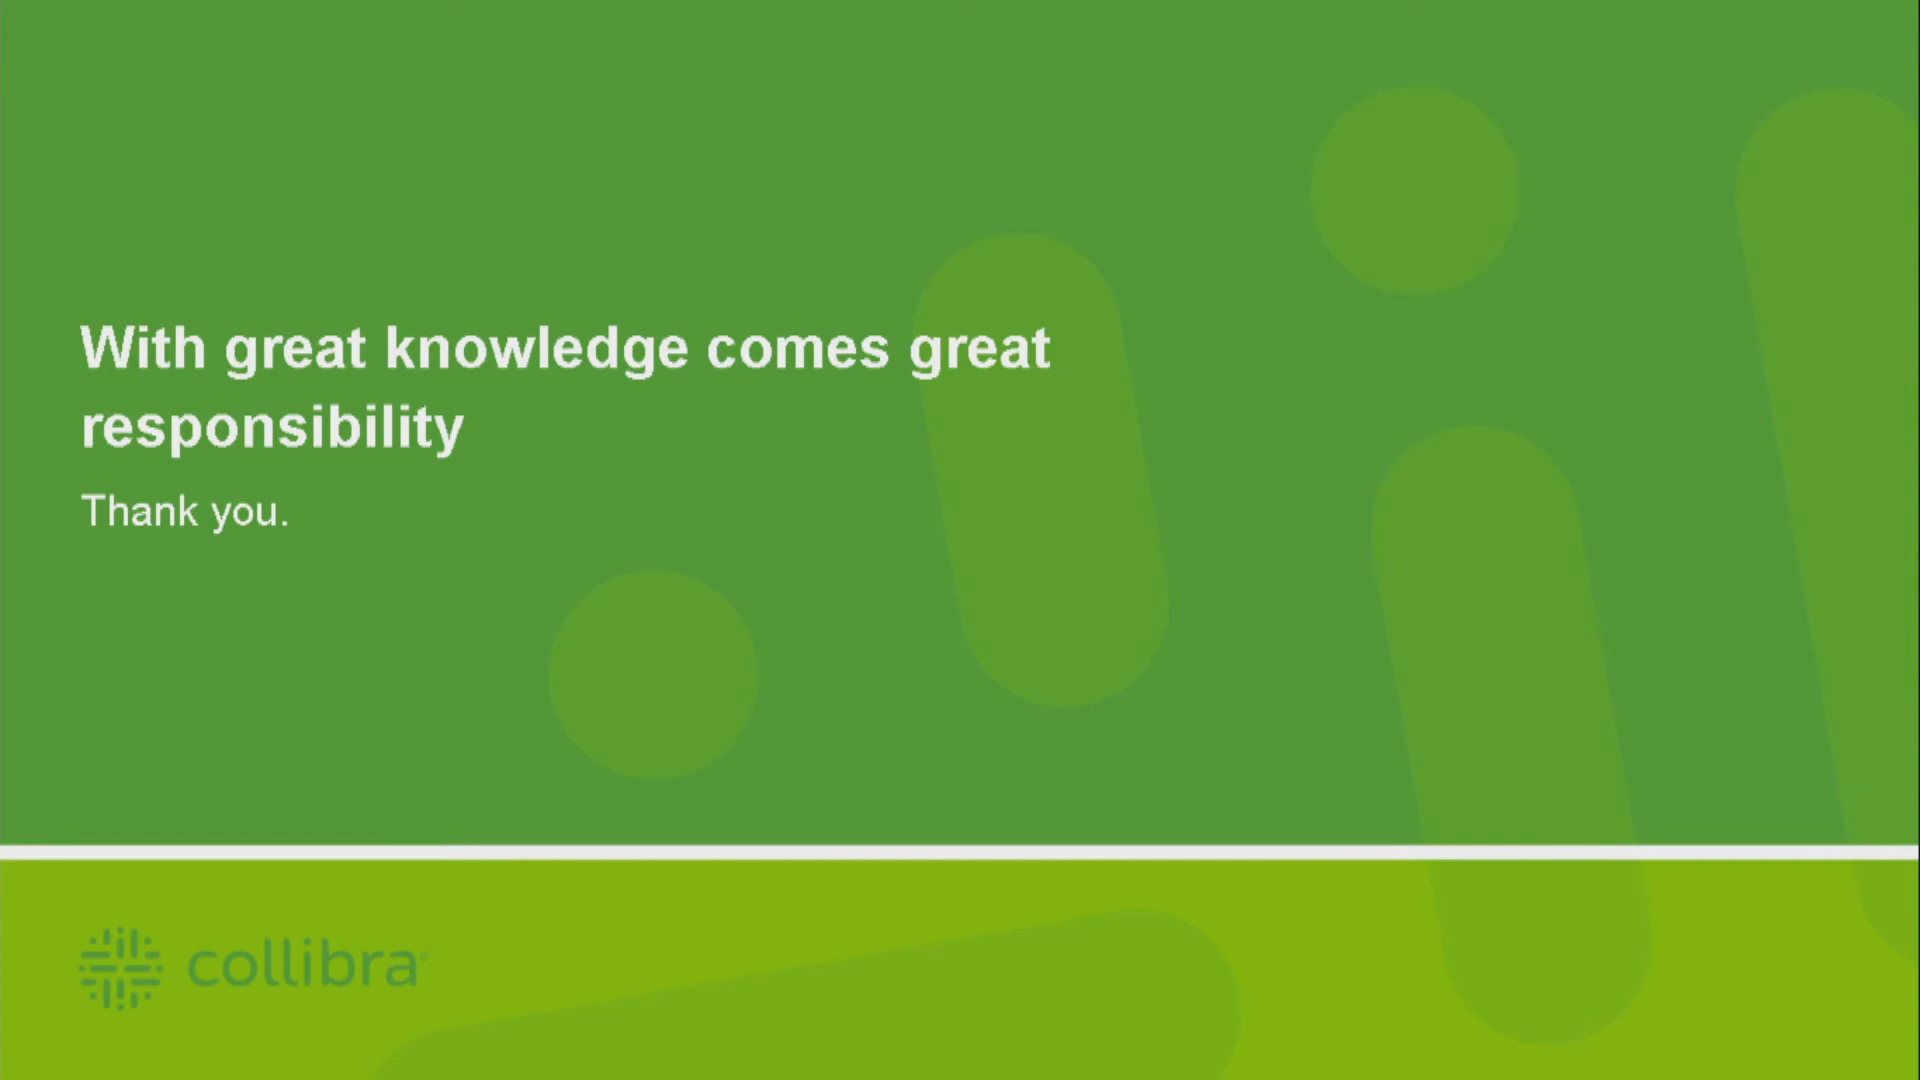 With great knowledge comes great
responsibility
Thank you.
collibra